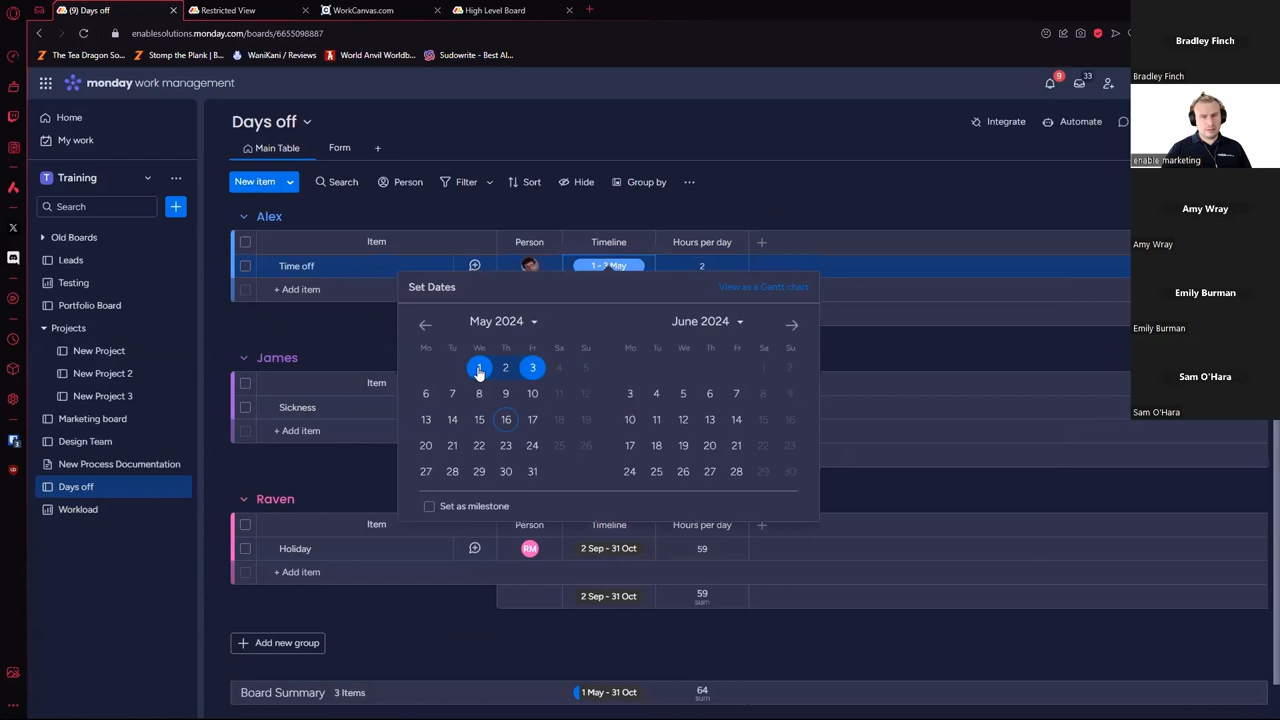 (9) Days off
Restricted View
WorkCanvas.com
High Level Board
enablesolutions.monday.com/boards/6655098887
The Tea Dragon So...
Stomp the Plank | B...
WaniKani / Reviews
World Anvil Worldb...
Sudowrite - Best AI...
monday work management
9
33
Home
My work
T
Training
Search
Old Boards
Leads
Testing
Portfolio Board
Projects
New Project
New Project 2
New Project 3
Marketing board
Design Team
New Process Documentation
Days off
Workload
Days off
Integrate
Automate
Main Table
Form
New item
Search
Person
Filter
Sort
Hide
Group by
Alex
Item
Person
Timeline
Hours per day
Time off
1 - 3 May
2
+ Add item
Set Dates
View as a Gantt chart
May 2024
June 2024
Mo Tu We Th Fr Sa Su
Mo Tu We Th Fr Sa Su
1 2 3 4 5
1 2
6 7 8 9 10 11 12
3 4 5 6 7 8 9
13 14 15 16 17 18 19
10 11 12 13 14 15 16
20 21 22 23 24 25 26
17 18 19 20 21 22 23
27 28 29 30 31
24 25 26 27 28 29 30
Set as milestone
James
Item
Sickness
+ Add item
Raven
Item
Person
Timeline
Hours per day
Holiday
RM
2 Sep - 31 Oct
59
+ Add item
2 Sep - 31 Oct
59
sum
Add new group
Board Summary 3 Items
1 May - 31 Oct
64
sum
Bradley Finch
Bradley Finch
enable marketing
Amy Wray
Amy Wray
Emily Burman
Emily Burman
Sam O'Hara
Sam O'Hara